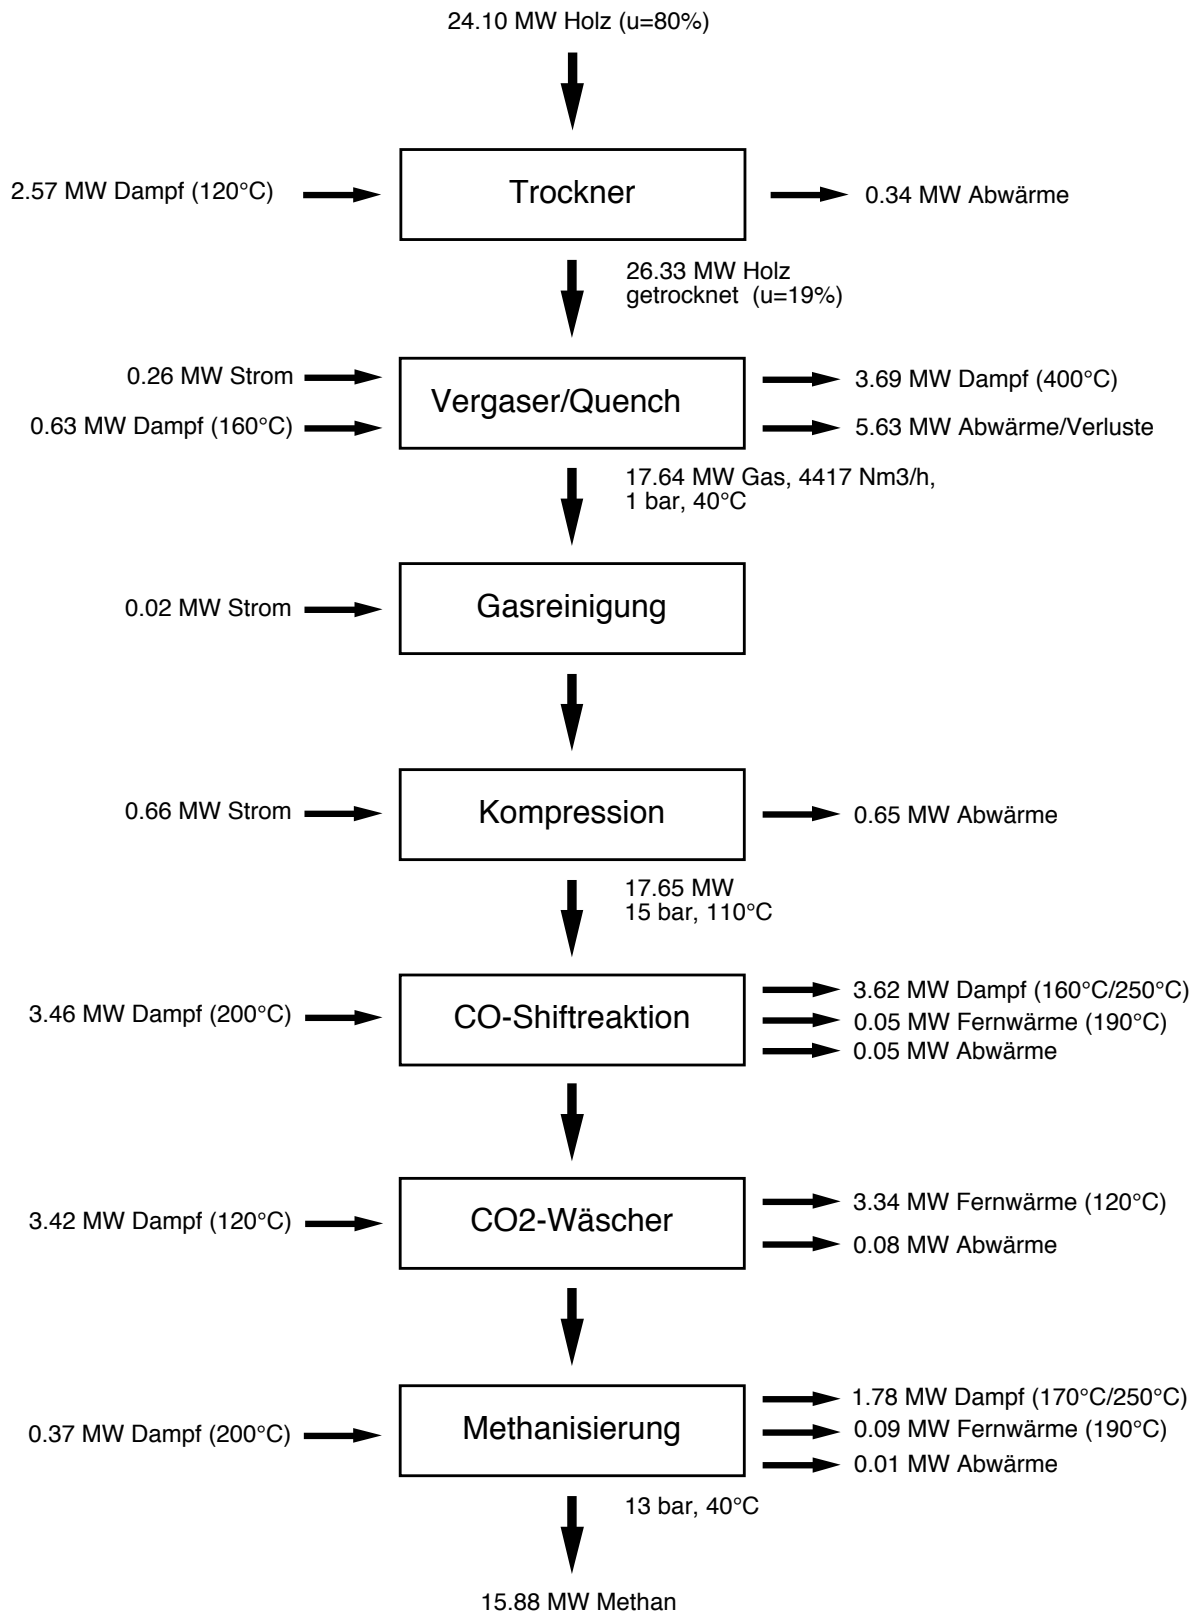 24.10 MW Holz (u=80%)
2.57 MW Dampf (120°C)
Trockner
0.34 MW Abwärme
26.33 MW Holz
getrocknet (u=19%)
0.26 MW Strom
0.63 MW Dampf (160°C)
Vergaser/Quench
3.69 MW Dampf (400°C)
5.63 MW Abwärme/Verluste
17.64 MW Gas, 4417 Nm3/h,
1 bar, 40°C
0.02 MW Strom
Gasreinigung
0.66 MW Strom
Kompression
0.65 MW Abwärme
17.65 MW
15 bar, 110°C
3.46 MW Dampf (200°C)
CO-Shiftreaktion
3.62 MW Dampf (160°C/250°C)
0.05 MW Fernwärme (190°C)
0.05 MW Abwärme
3.42 MW Dampf (120°C)
CO2-Wäscher
3.34 MW Fernwärme (120°C)
0.08 MW Abwärme
0.37 MW Dampf (200°C)
Methanisierung
1.78 MW Dampf (170°C/250°C)
0.09 MW Fernwärme (190°C)
0.01 MW Abwärme
13 bar, 40°C
15.88 MW Methan